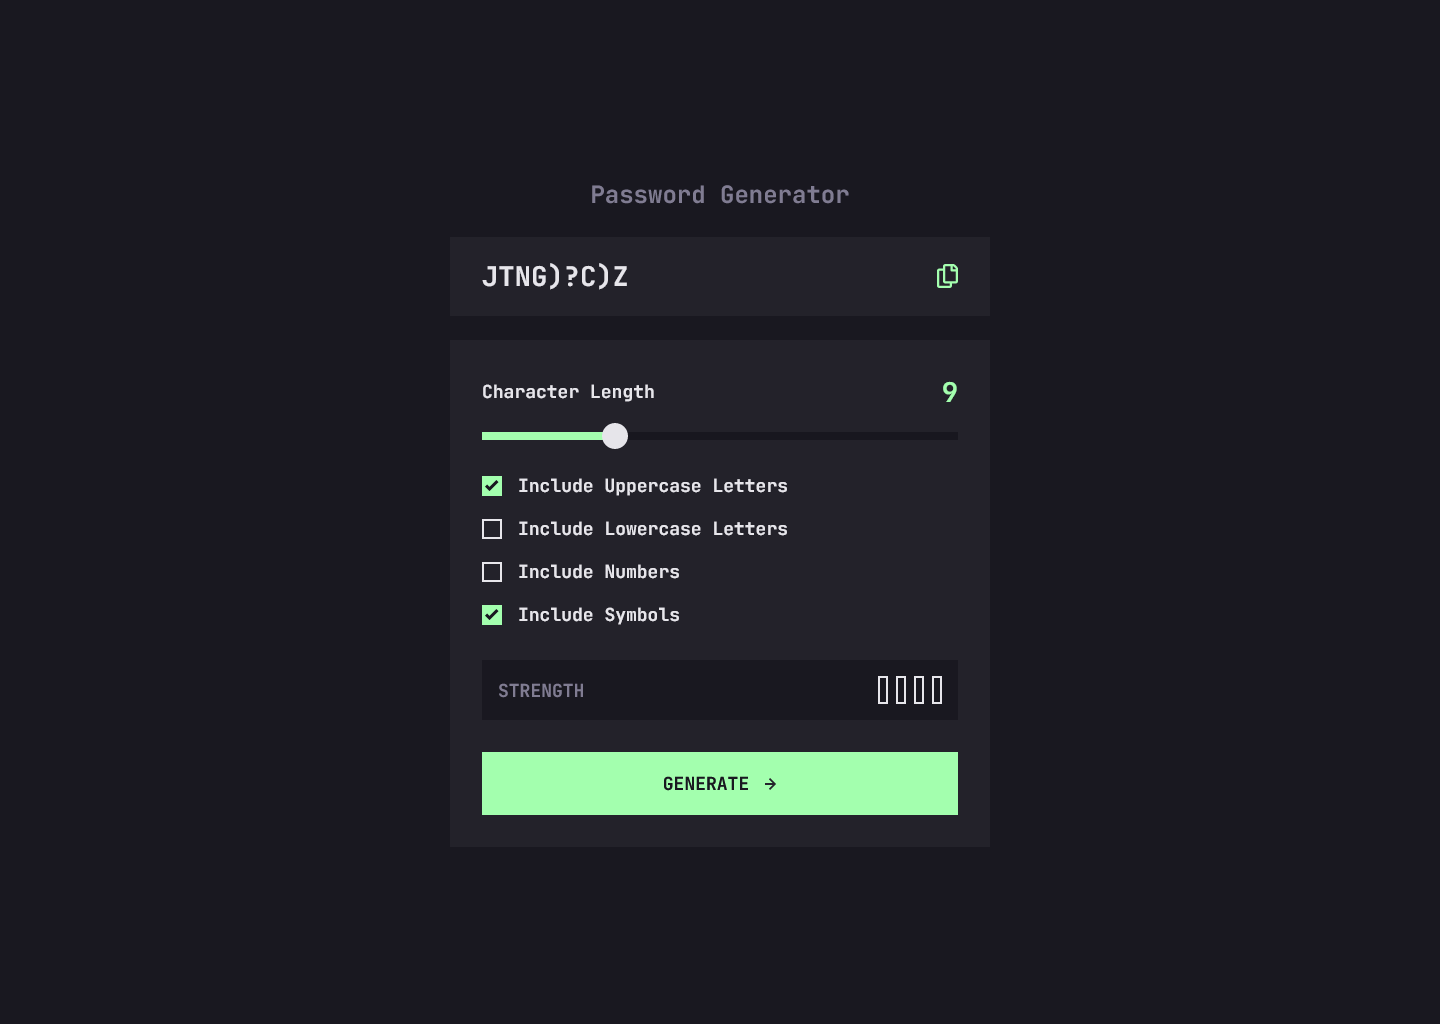 Password Generator
JTNG)?C)Z
Character Length
9
Include Uppercase Letters
Include Lowercase Letters
Include Numbers
Include Symbols
STRENGTH
GENERATE →